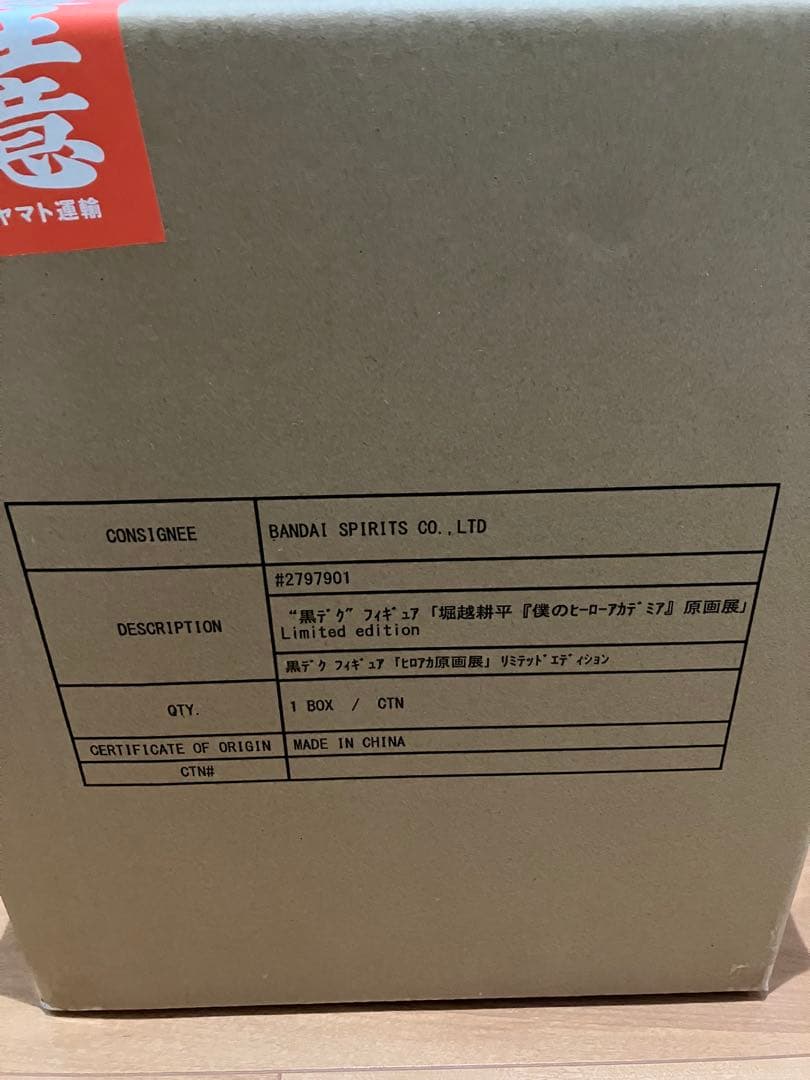 意
ヤマト運輸
CONSIGNEE
BANDAI SPIRITS CO.,LTD
DESCRIPTION
#2797901
“黒ﾃﾞｸ” ﾌｨｷﾞｭｱ「堀越耕平『僕のﾋｰﾛｰｱｶﾃﾞﾐｱ』原画展」
Limited edition
黒ﾃﾞｸ ﾌｨｷﾞｭｱ「ﾋﾛｱｶ原画展」ﾘﾐﾃｯﾄﾞｴﾃﾞｨｼｮﾝ
QTY.
1 BOX / CTN
CERTIFICATE OF ORIGIN
MADE IN CHINA
CTN#